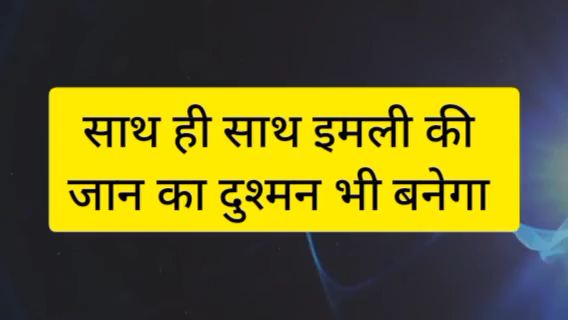 साथ ही साथ इमली की
जान का दुश्मन भी बनेगा